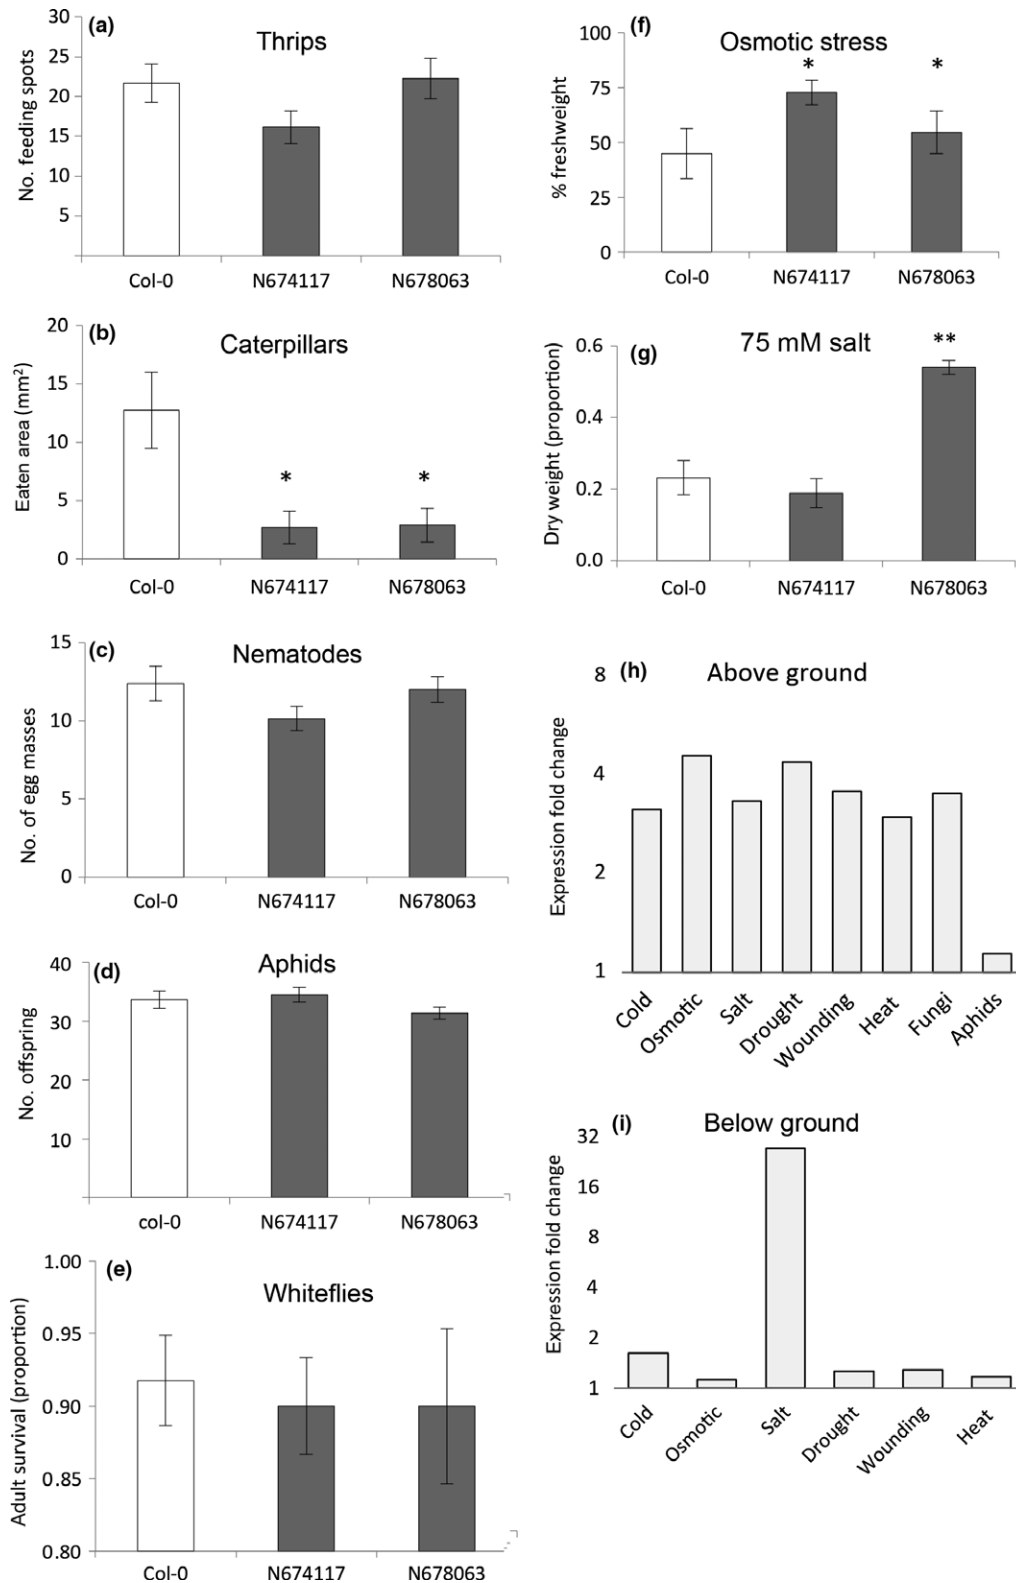 (a) Thrips
No. feeding spots
30
25
20
15
10
5
Col-0 N674117 N678063
(b) Caterpillars
Eaten area (mm²)
20
15
10
5
0
* *
Col-0 N674117 N678063
(c) Nematodes
No. of egg masses
15
10
5
0
Col-0 N674117 N678063
(d) Aphids
No. offspring
40
30
20
10
col-0 N674117 N678063
(e) Whiteflies
Adult survival (proportion)
1.00
0.95
0.90
0.85
0.80
Col-0 N674117 N678063
(f) Osmotic stress
% freshweight
100
75
50
25
0
* *
Col-0 N674117 N678063
(g) 75 mM salt
Dry weight (proportion)
0.6
0.4
0.2
0.0
**
Col-0 N674117 N678063
(h) Above ground
Expression fold change
8
4
2
1
Cold Osmotic Salt Drought Wounding Heat Fungi Aphids
(i) Below ground
Expression fold change
32
16
8
4
2
1
Cold Osmotic Salt Drought Wounding Heat